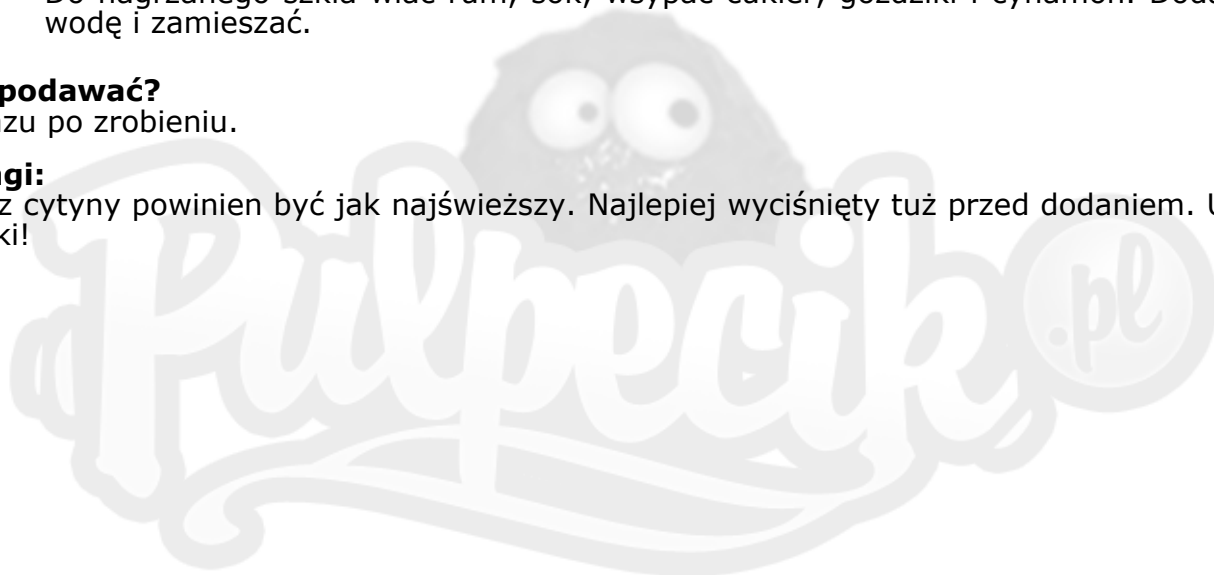 wodę i zamieszać.
podawać?
zu po zrobieniu.
gi:
z cytyny powinien być jak najświeższy. Najlepiej wyciśnięty tuż przed dodaniem. U
ki!
Pulpecik .pl